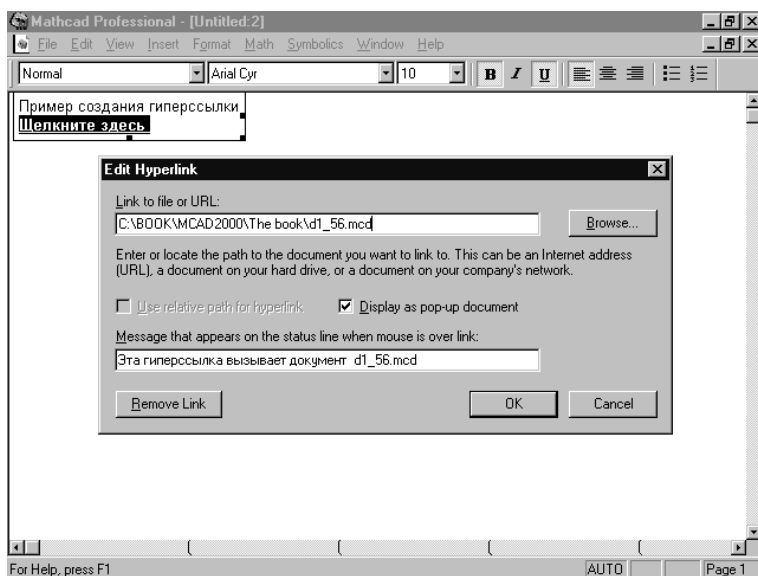 Mathcad Professional - [Untitled:2]
File Edit View Insert Format Math Symbolics Window Help
Normal Arial Cyr 10 B I U
Пример создания гиперссылки
Щелкните здесь
Edit Hyperlink
Link to file or URL:
C:\BOOK\MCAD2000\The book\d1_56.mcd
Browse...
Enter or locate the path to the document you want to link to. This can be an Internet address
(URL), a document on your hard drive, or a document on your company's network.
Use relative path for hyperlink Display as pop-up document
Message that appears on the status line when mouse is over link:
Эта гиперссылка вызывает документ d1_56.mcd
Remove Link OK Cancel
For Help, press F1 AUTO Page 1